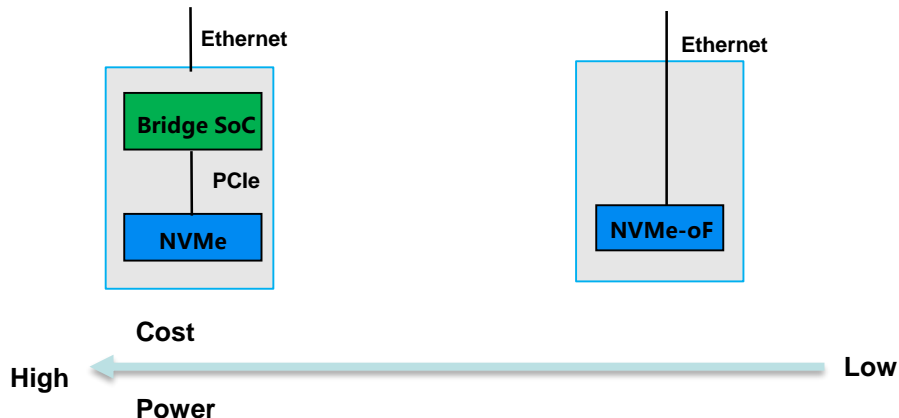 Ethernet
Bridge SoC
PCIe
NVMe
Ethernet
NVMe-oF
Cost
High
Low
Power